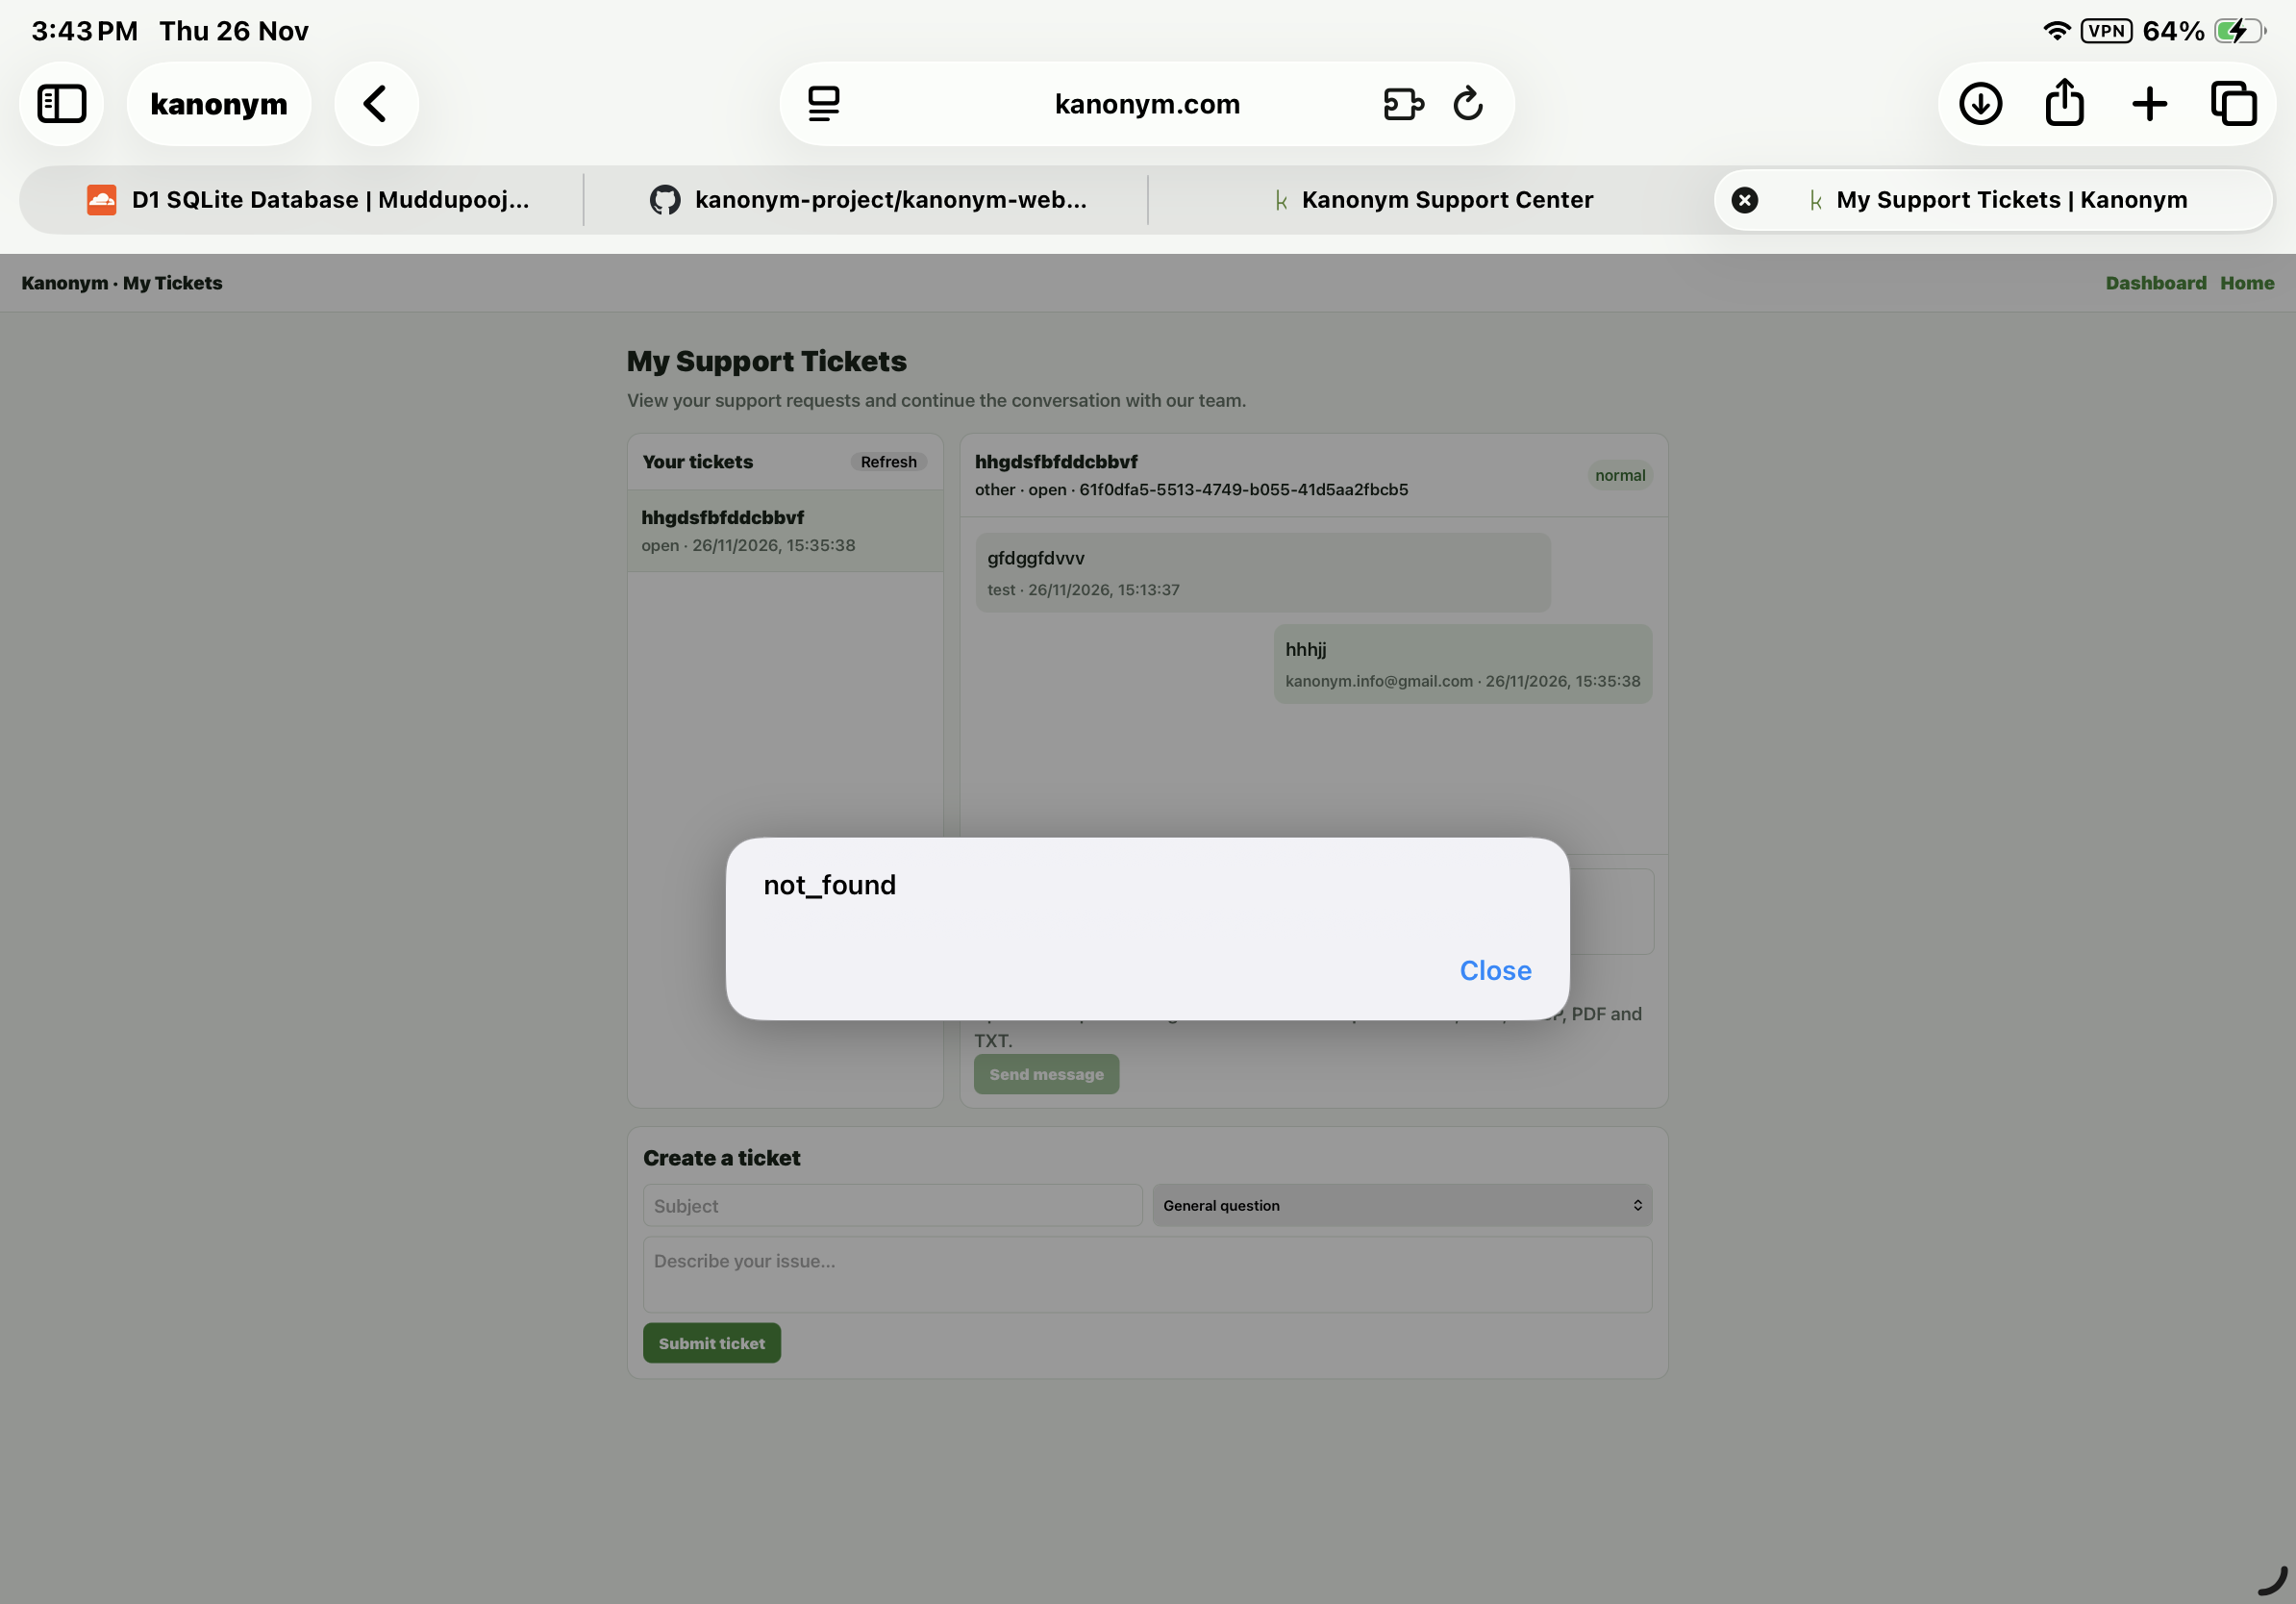 3:43 PM Thu 26 Nov
VPN 64%
kanonym
kanonym.com
D1 SQLite Database | Muddupooj...
kanonym-project/kanonym-web...
Kanonym Support Center
My Support Tickets | Kanonym
Kanonym · My Tickets
Dashboard Home
My Support Tickets
View your support requests and continue the conversation with our team.
Your tickets
Refresh
hhgdsfbfddcbbvf
open · 26/11/2026, 15:35:38
hhgdsfbfddcbbvf
other · open · 61f0dfa5-5513-4749-b055-41d5aa2fbcb5
normal
gfdggfdvvv
test · 26/11/2026, 15:13:37
hhhjj
kanonym.info@gmail.com · 26/11/2026, 15:35:38
not_found
Close
PDF and
TXT.
Send message
Create a ticket
Subject
General question
Describe your issue...
Submit ticket